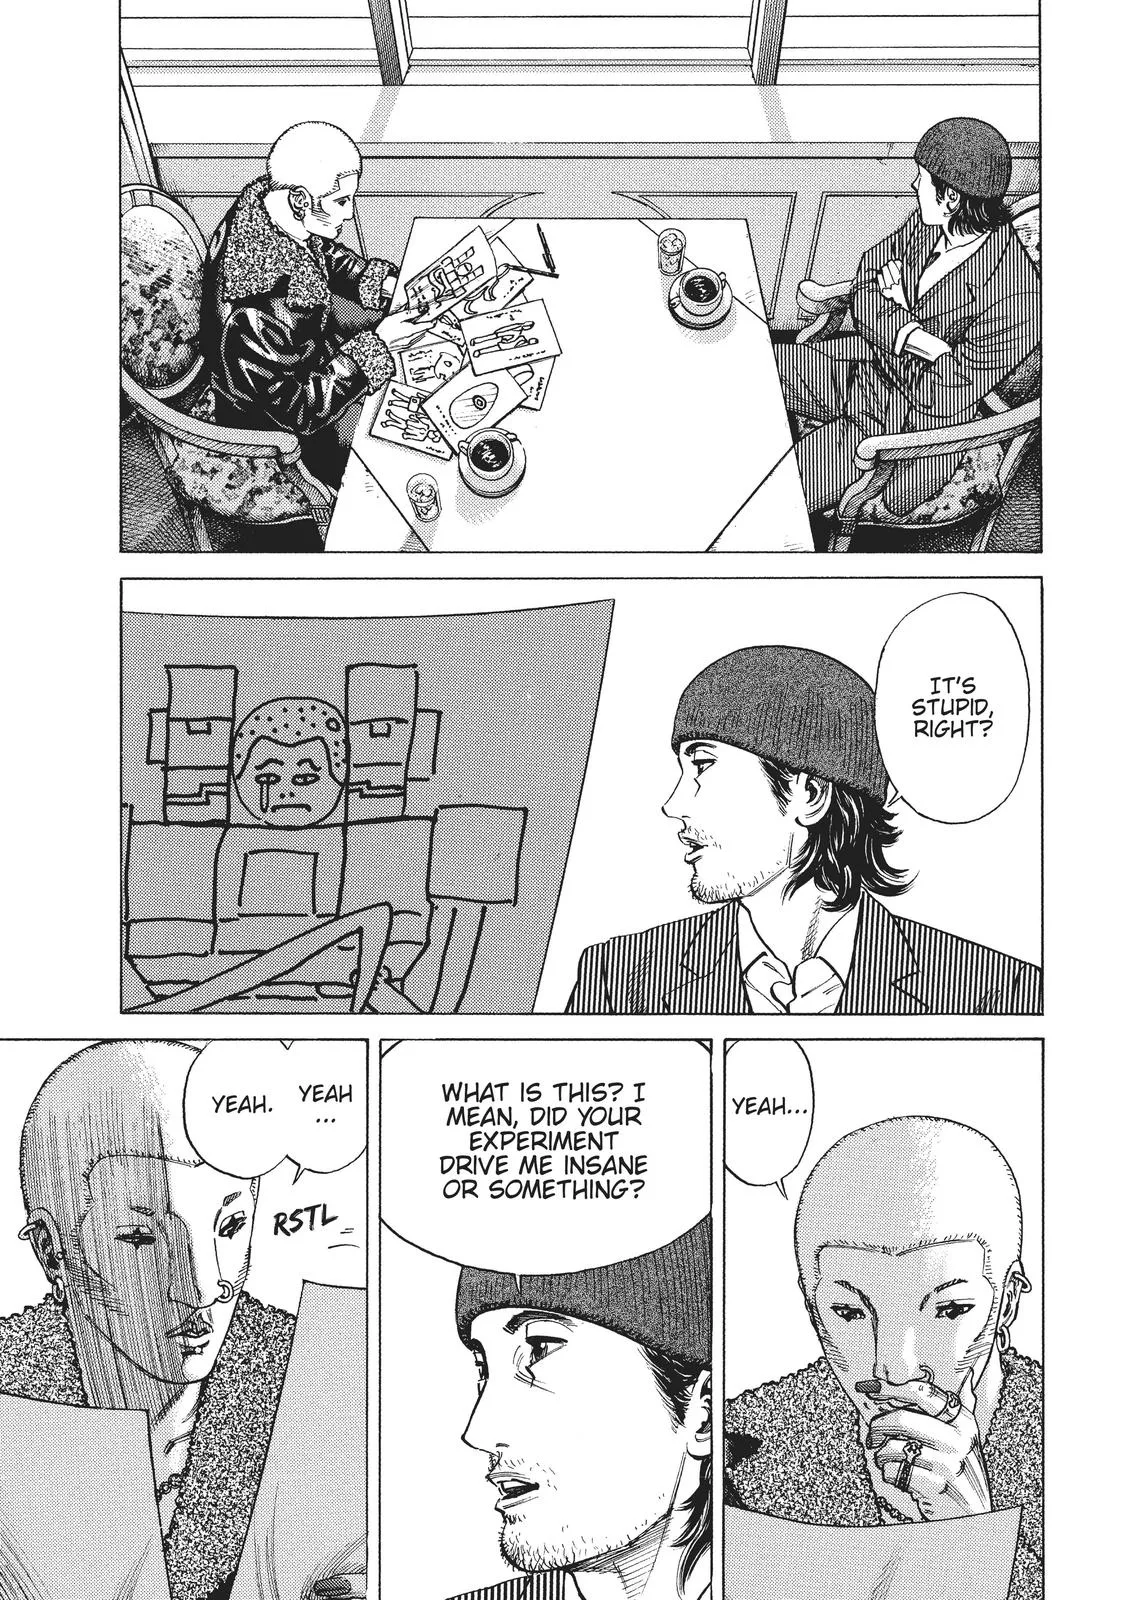 IT'S
STUPID,
RIGHT?
YEAH...
WHAT IS THIS? I
MEAN, DID YOUR
EXPERIMENT
DRIVE ME INSANE
OR SOMETHING?
YEAH
...
YEAH.
RSTL